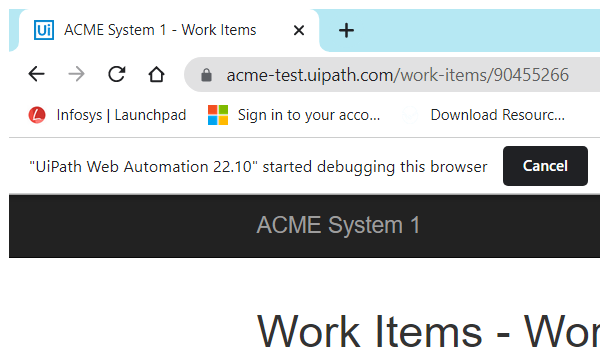 Ui ACME System 1 - Work Items
acme-test.uipath.com/work-items/90455266
Infosys | Launchpad Sign in to your acco... Download Resourc...
"UiPath Web Automation 22.10" started debugging this browser Cancel
ACME System 1
Work Items - Wor